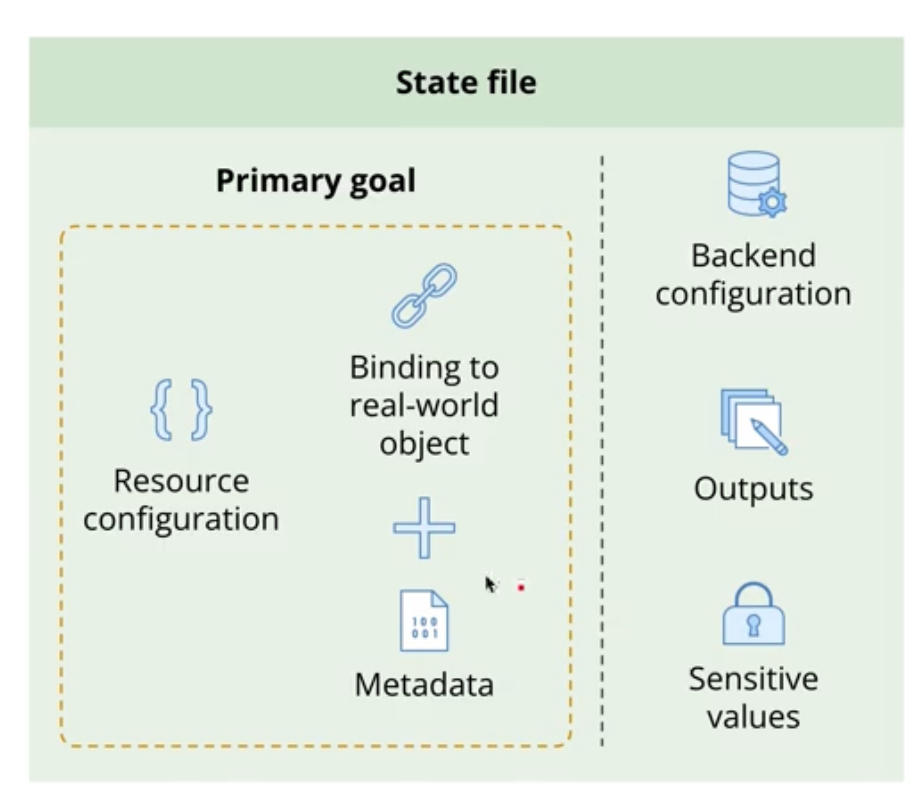 State file
Primary goal
Resource
configuration
Binding to
real-world
object
100
001
Metadata
Backend
configuration
Outputs
Sensitive
values